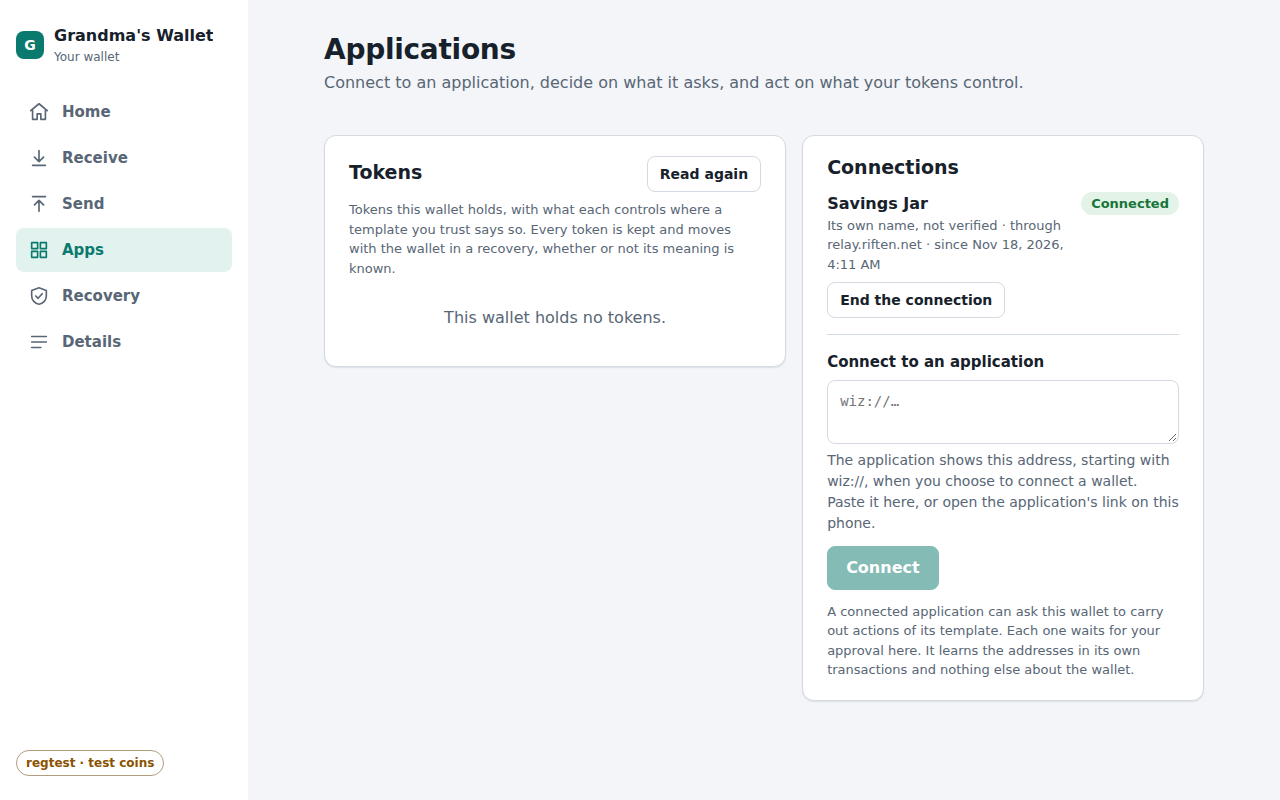 G
Grandma's Wallet
Your wallet
Home
Receive
Send
Apps
Recovery
Details
regtest · test coins
Applications
Connect to an application, decide on what it asks, and act on what your tokens control.
Tokens
Read again
Tokens this wallet holds, with what each controls where a
template you trust says so. Every token is kept and moves
with the wallet in a recovery, whether or not its meaning is
known.
This wallet holds no tokens.
Connections
Savings Jar
Connected
Its own name, not verified · through
relay.riften.net · since Nov 18, 2026,
4:11 AM
End the connection
Connect to an application
wiz://…
The application shows this address, starting with
wiz://, when you choose to connect a wallet.
Paste it here, or open the application's link on this
phone.
Connect
A connected application can ask this wallet to carry
out actions of its template. Each one waits for your
approval here. It learns the addresses in its own
transactions and nothing else about the wallet.